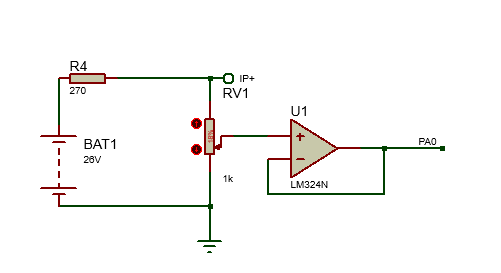 R4
270
IP+
RV1
BAT1
26V
1k
U1
LM324N
PA0